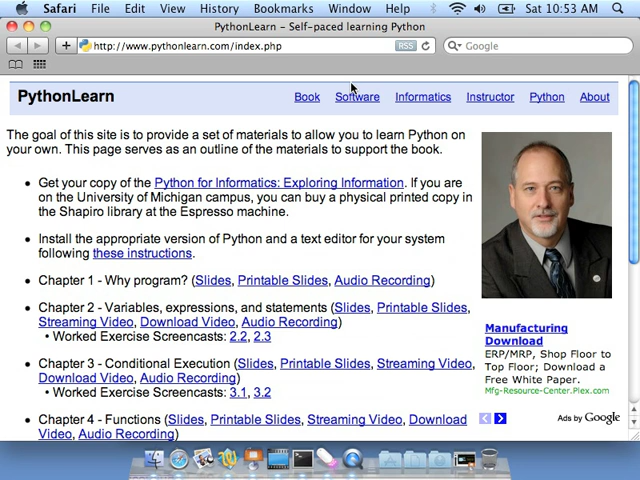 Safari File Edit View History Bookmarks Window Help Sat 10:53 AM
PythonLearn – Self-paced learning Python
http://www.pythonlearn.com/index.php RSS Google
PythonLearn Book Software Informatics Instructor Python About
The goal of this site is to provide a set of materials to allow you to learn Python on
your own. This page serves as an outline of the materials to support the book.
• Get your copy of the Python for Informatics: Exploring Information. If you are
on the University of Michigan campus, you can buy a physical printed copy in
the Shapiro library at the Espresso machine.
• Install the appropriate version of Python and a text editor for your system
following these instructions.
• Chapter 1 - Why program? (Slides, Printable Slides, Audio Recording)
• Chapter 2 - Variables, expressions, and statements (Slides, Printable Slides,
Streaming Video, Download Video, Audio Recording)
• Worked Exercise Screencasts: 2.2, 2.3
• Chapter 3 - Conditional Execution (Slides, Printable Slides, Streaming Video,
Download Video, Audio Recording)
• Worked Exercise Screencasts: 3.1, 3.2
• Chapter 4 - Functions (Slides, Printable Slides, Streaming Video, Download
Video, Audio Recording)
Manufacturing
Download
ERP/MRP, Shop Floor to
Top Floor; Download a
Free White Paper.
Mfg-Resource-Center.Plex.com
Ads by Google